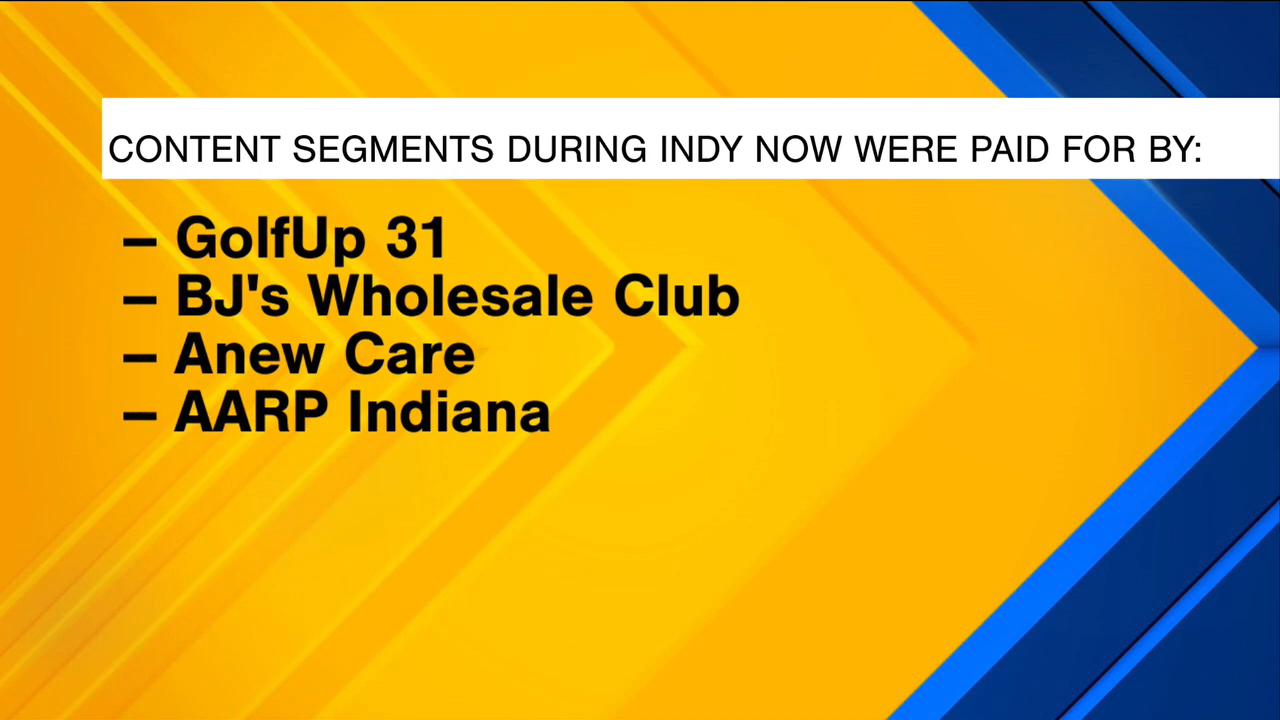 CONTENT SEGMENTS DURING INDY NOW WERE PAID FOR BY:
– GolfUp 31
– BJ's Wholesale Club
– Anew Care
– AARP Indiana